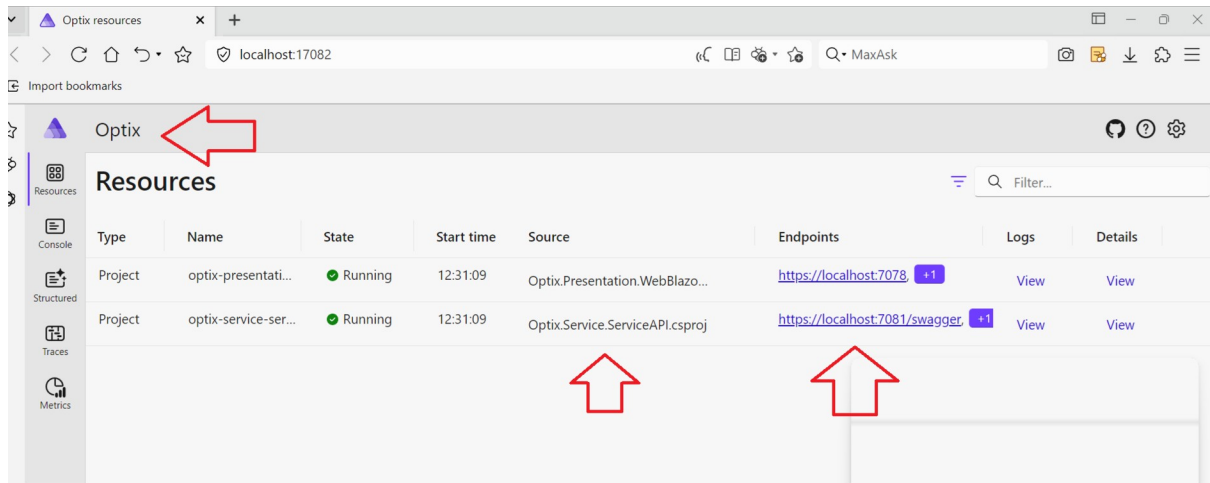 Optix resources
localhost:17082
MaxAsk
Import bookmarks
Optix
Resources
Resources
Filter...
Console
Type Name State Start time Source Endpoints Logs Details
Project optix-presentati... Running 12:31:09 Optix.Presentation.WebBlazo... https://localhost:7078, +1 View View
Structured
Project optix-service-ser... Running 12:31:09 Optix.Service.ServiceAPI.csproj https://localhost:7081/swagger, +1 View View
Traces
Metrics